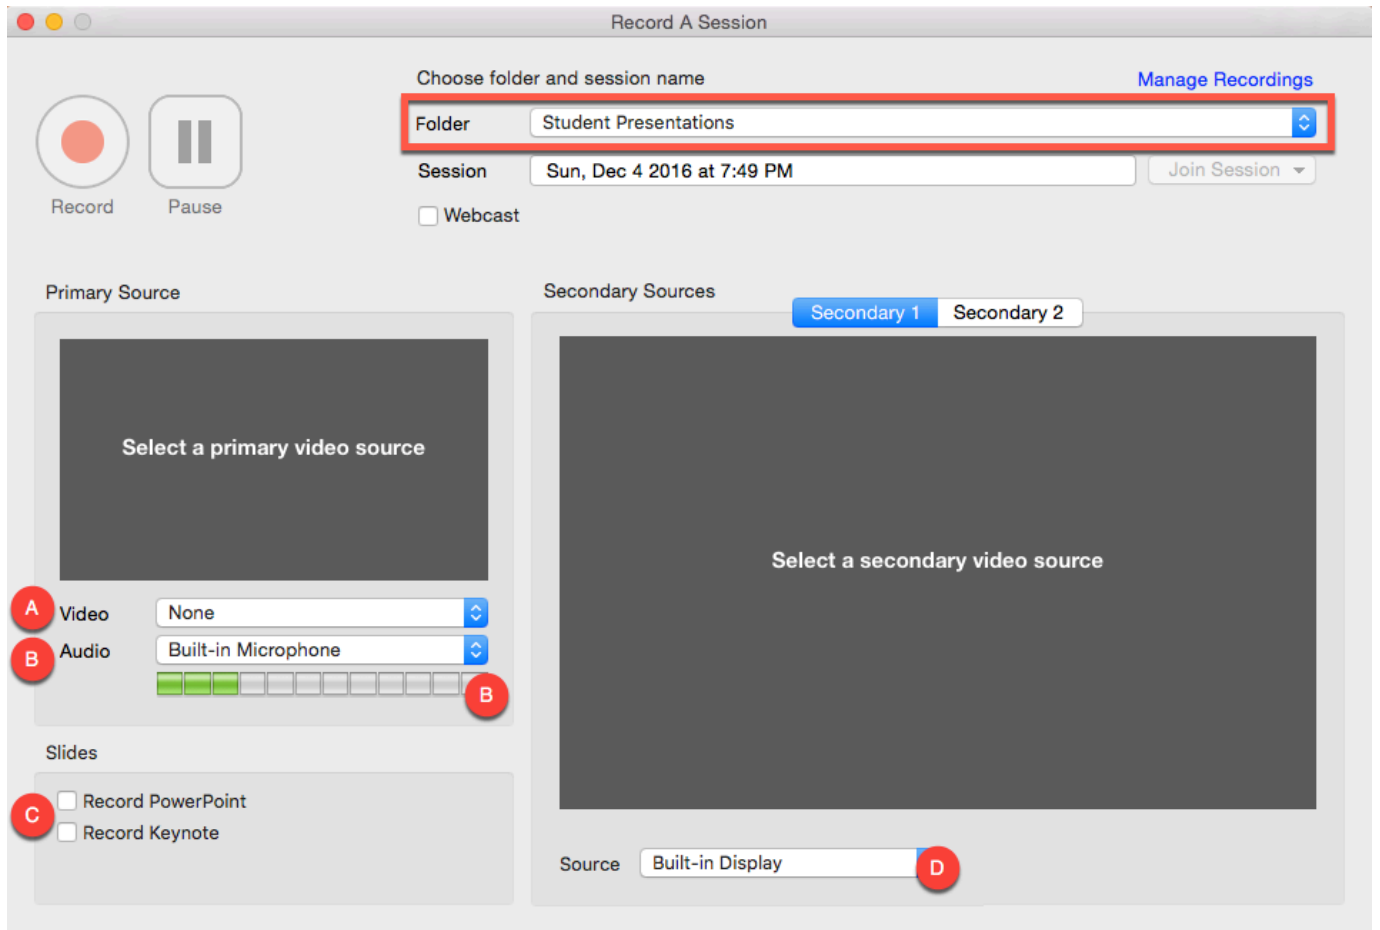 Record A Session
Choose folder and session name
Manage Recordings
Folder
Student Presentations
Session
Sun, Dec 4 2016 at 7:49 PM
Join Session
Record
Pause
Webcast
Primary Source
Secondary Sources
Secondary 1
Secondary 2
Select a primary video source
Select a secondary video source
A
Video
None
B
Audio
Built-in Microphone
B
Slides
C
Record PowerPoint
Record Keynote
Source
Built-in Display
D